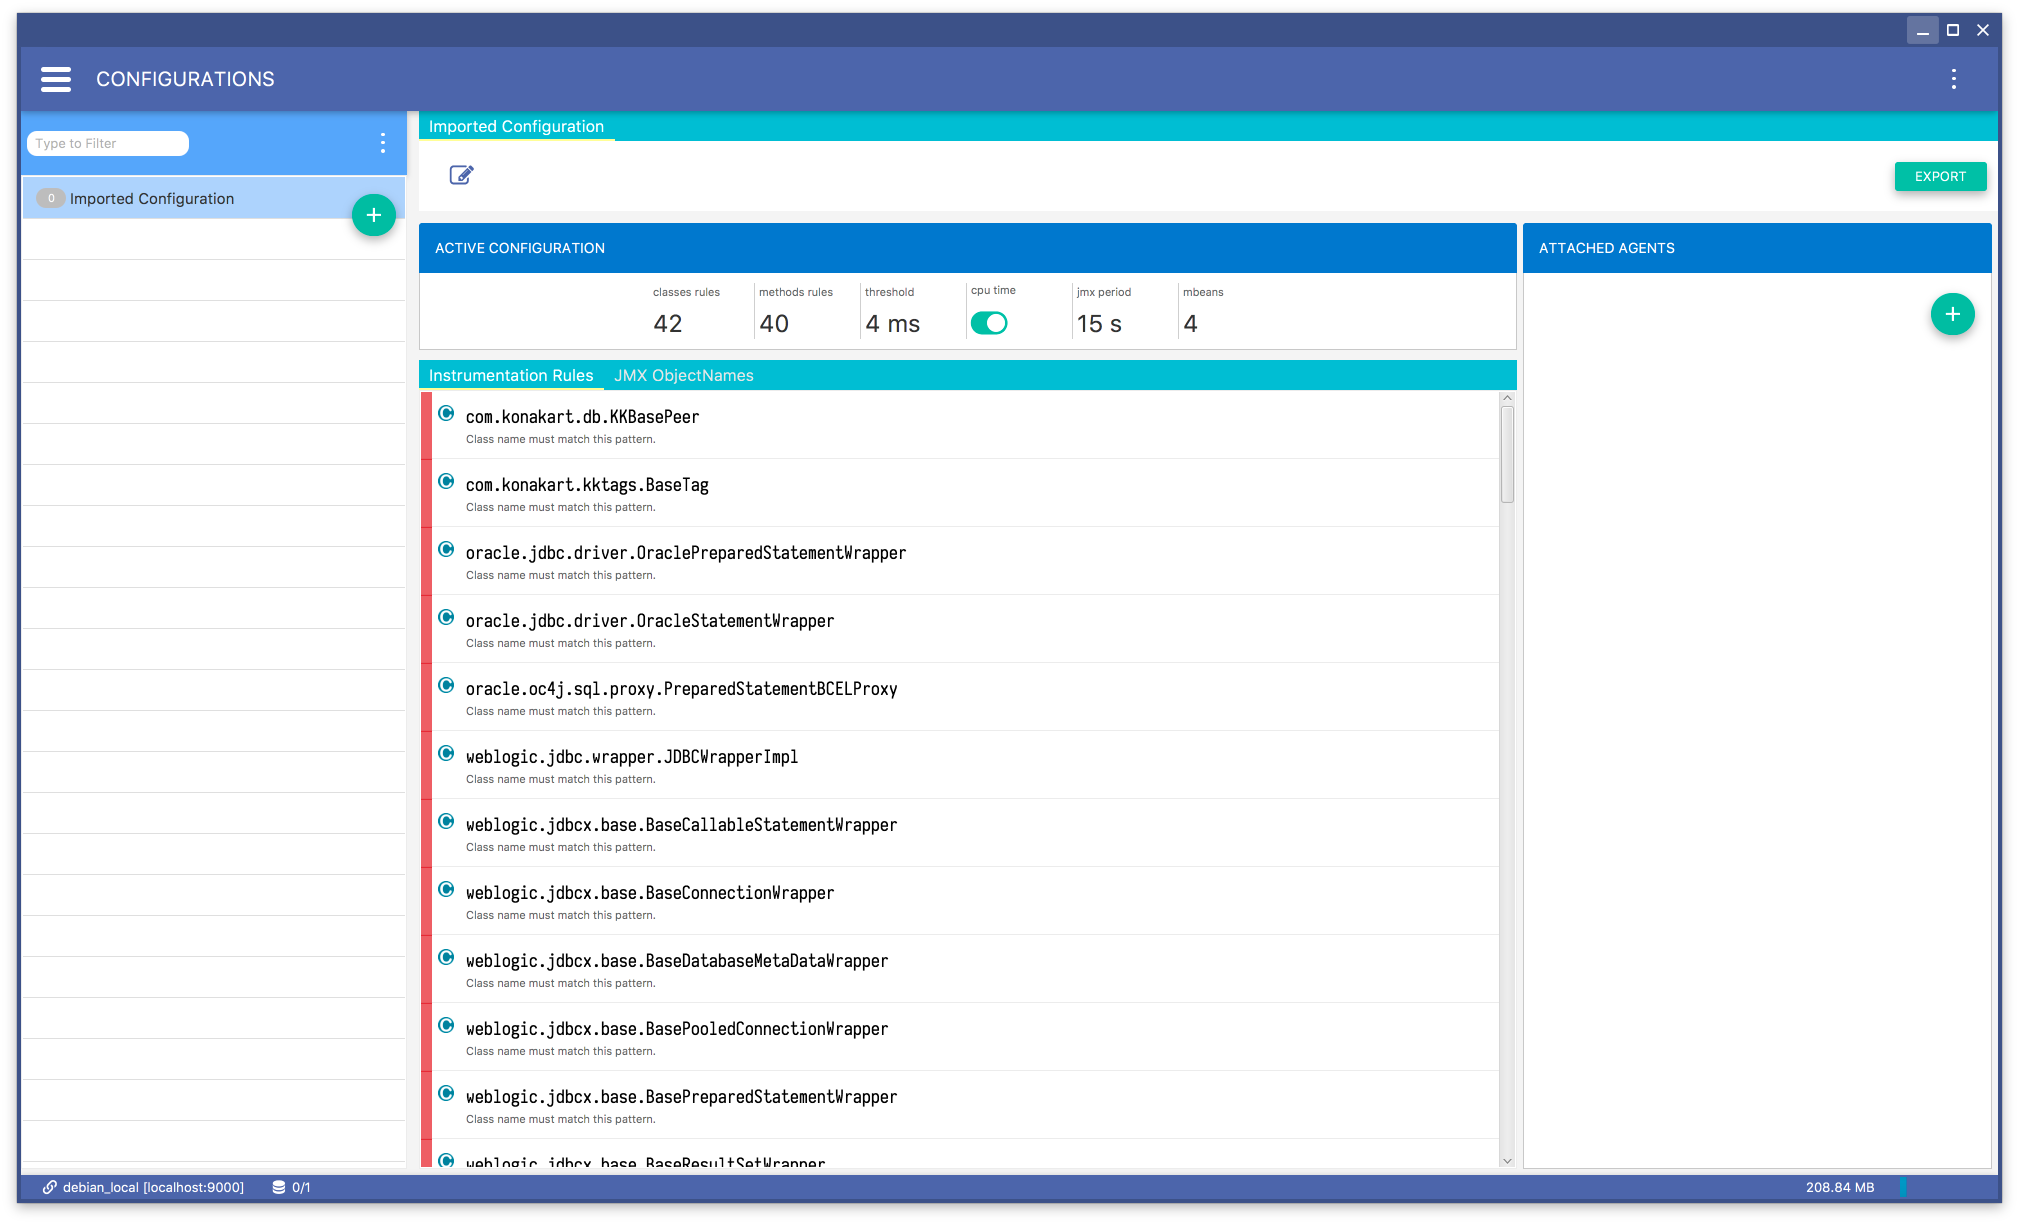 CONFIGURATIONS
Type to Filter
0 Imported Configuration
Imported Configuration
EXPORT
ACTIVE CONFIGURATION
classes rules
42
methods rules
40
threshold
4 ms
cpu time
jmx period
15 s
mbeans
4
ATTACHED AGENTS
Instrumentation Rules JMX ObjectNames
com.konakart.db.KKBasePeer
Class name must match this pattern.
com.konakart.kktags.BaseTag
Class name must match this pattern.
oracle.jdbc.driver.OraclePreparedStatementWrapper
Class name must match this pattern.
oracle.jdbc.driver.OracleStatementWrapper
Class name must match this pattern.
oracle.oc4j.sql.proxy.PreparedStatementBCELProxy
Class name must match this pattern.
weblogic.jdbc.wrapper.JDBCWrapperImpl
Class name must match this pattern.
weblogic.jdbcx.base.BaseCallableStatementWrapper
Class name must match this pattern.
weblogic.jdbcx.base.BaseConnectionWrapper
Class name must match this pattern.
weblogic.jdbcx.base.BaseDatabaseMetaDataWrapper
Class name must match this pattern.
weblogic.jdbcx.base.BasePooledConnectionWrapper
Class name must match this pattern.
weblogic.jdbcx.base.BasePreparedStatementWrapper
Class name must match this pattern.
weblogic.jdbcx.base.BaseResultSetWrapper
debian_local [localhost:9000] 0/1
208.84 MB